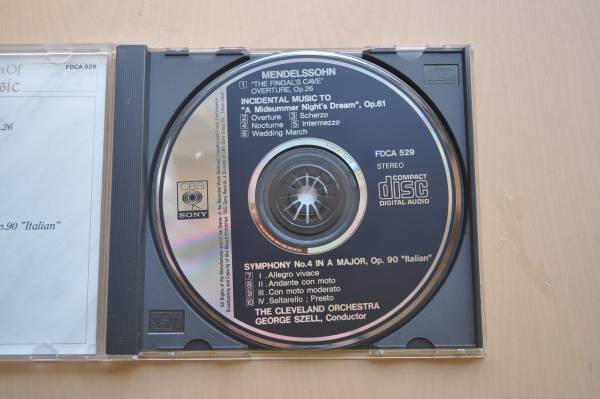 n Of
FDCA 529
sic
.26
p.90 "Italian"
MENDELSSOHN
1 "THE FINGAL'S CAVE"
OVERTURE, Op.26
INCIDENTAL MUSIC TO
"A Midsummer Night's Dream", Op.61
2 Overture 3 Scherzo
4 Nocturne 5 Intermezzo
6 Wedding March
FDCA 529
STEREO
CBS
SONY
COMPACT
disc
DIGITAL AUDIO
SYMPHONY No.4 IN A MAJOR, Op. 90 "Italian"
7 I. Allegro vivace
8 II. Andante con moto
9 III. Con moto moderato
10 IV. Saltarello ; Presto
THE CLEVELAND ORCHESTRA
GEORGE SZELL, Conductor